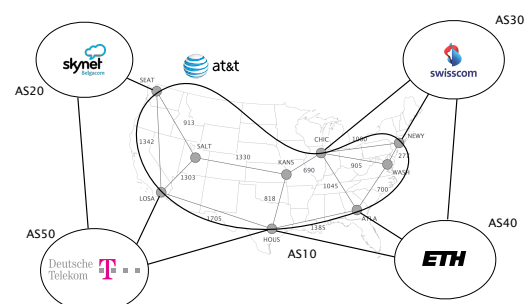 AS30
skynet
Belgacom
at&t
swisscom
SEAT
AS20
913
CHIC
1000
NEWY
1342
SALT
1330
KANS
690
905
WASH
1303
1045
700
LOSA
818
ATLA
1705
AS50
HOUS
1385
AS40
AS10
Deutsche
Telekom
T
ETH